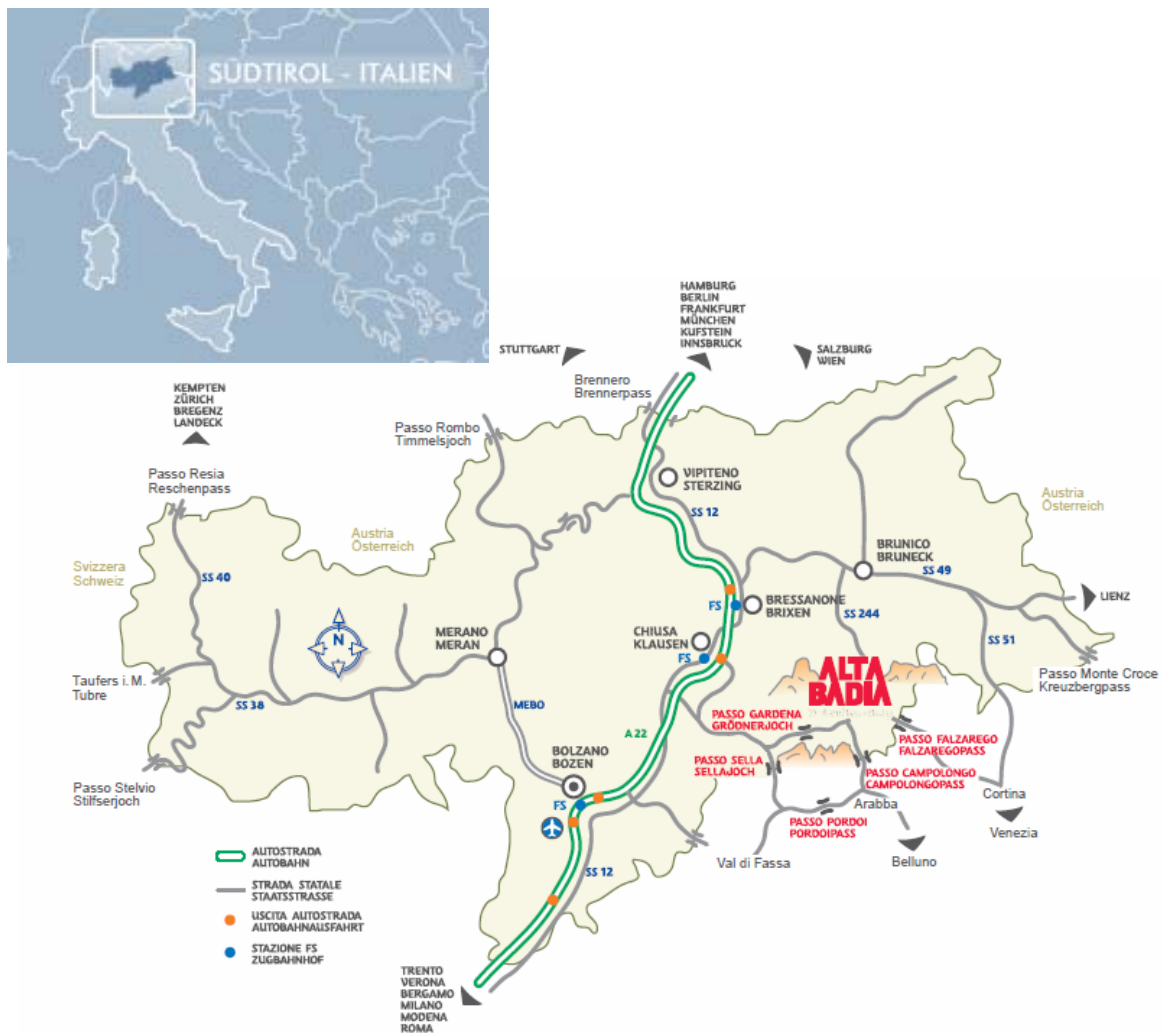 SÜDTIROL - ITALIEN
HAMBURG
BERLIN
FRANKFURT
MÜNCHEN
KUFSTEIN
INNSBRUCK
STUTTGART
SALZBURG
WIEN
Brennero
Brennerpass
KEMPTEN
ZÜRICH
BREGENZ
LANDECK
Passo Rombo
Timmelsjoch
Passo Resia
Reschenpass
VIPITENO
STERZING
SS 12
Austria
Österreich
Austria
Österreich
Svizzera
Schweiz
SS 40
BRUNICO
BRUNECK
SS 49
FS
BRESSANONE
BRIXEN
SS 244
LIENZ
N
MERANO
MERAN
CHIUSA
KLAUSEN
FS
SS 51
Taufers i. M.
Tubre
SS 38
MEBO
ALTA
BADIA
Passo Monte Croce
Kreuzbergpass
PASSO GARDENA
GRÖDNERJOCH
A 22
PASSO FALZAREGO
FALZAREGOPASS
BOLZANO
BOZEN
PASSO SELLA
SELLAJOCH
PASSO CAMPOLONGO
CAMPOLONGOPASS
Passo Stelvio
Stilfserjoch
FS
Arabba
Cortina
PASSO PORDOI
PORDOIPASS
Venezia
Val di Fassa
Belluno
SS 12
AUTOSTRADA
AUTOBAHN
STRADA STATALE
STAATSSTRASSE
USCITA AUTOSTRADA
AUTOBAHNAUSFAHRT
STAZIONE FS
ZUGBAHNHOF
TRENTO
VERONA
BERGAMO
MILANO
MODENA
ROMA